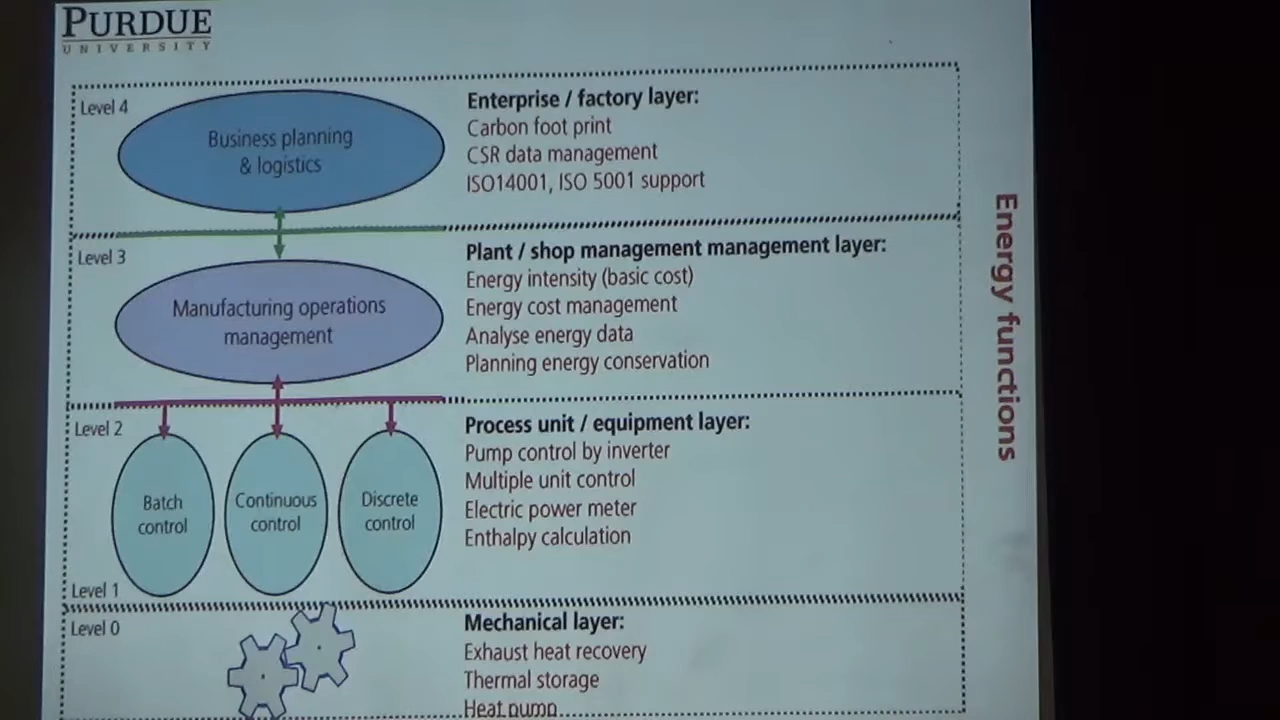 PURDUE
UNIVERSITY
Level 4
Business planning
& logistics
Enterprise / factory layer:
Carbon foot print
CSR data management
ISO14001, ISO 5001 support
Level 3
Manufacturing operations
management
Plant / shop management management layer:
Energy intensity (basic cost)
Energy cost management
Analyse energy data
Planning energy conservation
Level 2
Batch
control
Continuous
control
Discrete
control
Level 1
Process unit / equipment layer:
Pump control by inverter
Multiple unit control
Electric power meter
Enthalpy calculation
Level 0
Mechanical layer:
Exhaust heat recovery
Thermal storage
Heat pump
Energy functions